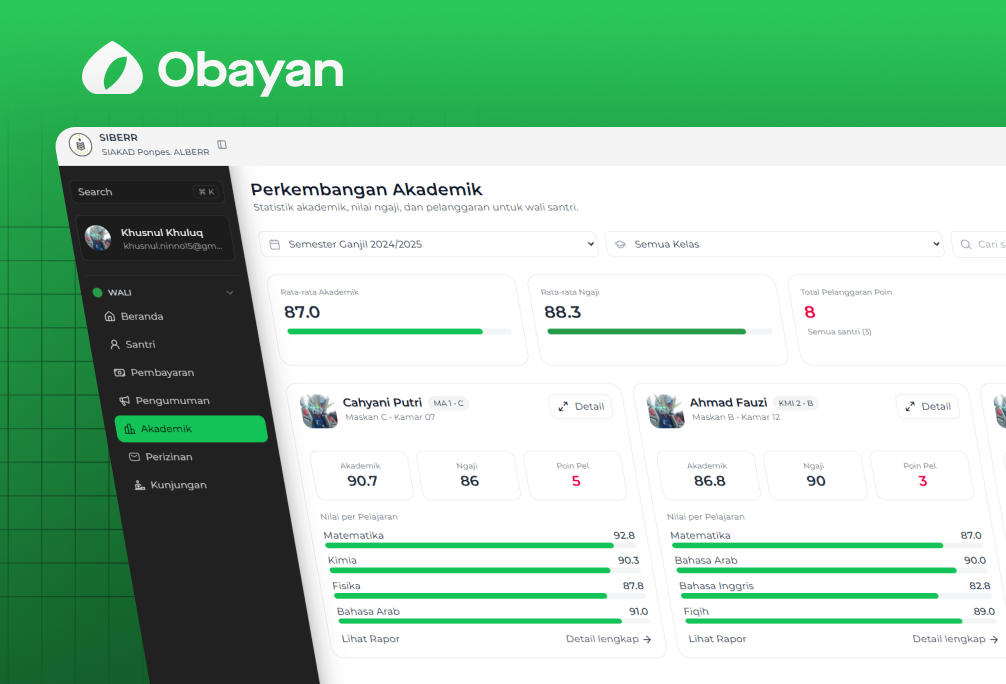 Obayan
SIBERR
SIAKAD Ponpes. ALBERR
Search
⌘ K
Khusnul Khuluq
khusnul.ninno15@gm...
WALI
Beranda
Santri
Pembayaran
Pengumuman
Akademik
Perizinan
Kunjungan
Perkembangan Akademik
Statistik akademik, nilai ngaji, dan pelanggaran untuk wali santri.
Semester Ganjil 2024/2025
Semua Kelas
Cari s
Rata-rata Akademik
87.0
Rata-rata Ngaji
88.3
Total Pelanggaran Poin
8
Semua santri (3)
Cahyani Putri
MA 1 - C
Maskan C - Kamar 07
Detail
Akademik
90.7
Ngaji
86
Poin Pel.
5
Nilai per Pelajaran
Matematika 92.8
Kimia 90.3
Fisika 87.8
Bahasa Arab 91.0
Lihat Rapor
Detail lengkap →
Ahmad Fauzi
KMI 2 - B
Maskan B - Kamar 12
Detail
Akademik
86.8
Ngaji
90
Poin Pel.
3
Nilai per Pelajaran
Matematika 87.0
Bahasa Arab 90.0
Bahasa Inggris 82.8
Fiqih 89.0
Lihat Rapor
Detail lengkap →